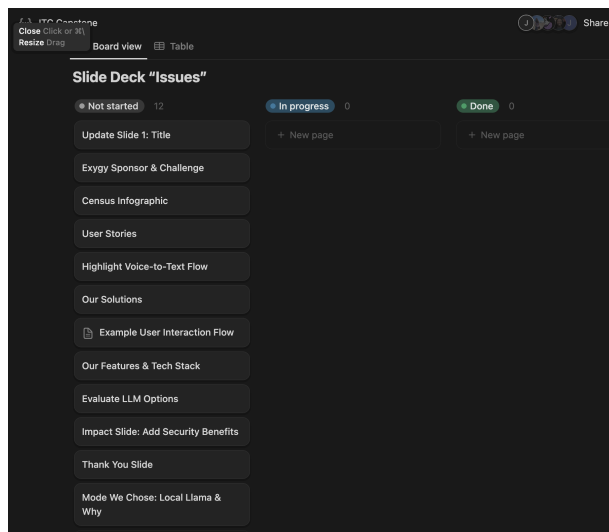 ITC Capstone
Share
Close Click or ⌘\
Resize Drag
Board view
Table
Slide Deck “Issues”
Not started 12
In progress 0
Done 0
Update Slide 1: Title
+ New page
+ New page
Exygy Sponsor & Challenge
Census Infographic
User Stories
Highlight Voice-to-Text Flow
Our Solutions
Example User Interaction Flow
Our Features & Tech Stack
Evaluate LLM Options
Impact Slide: Add Security Benefits
Thank You Slide
Mode We Chose: Local Llama &
Why